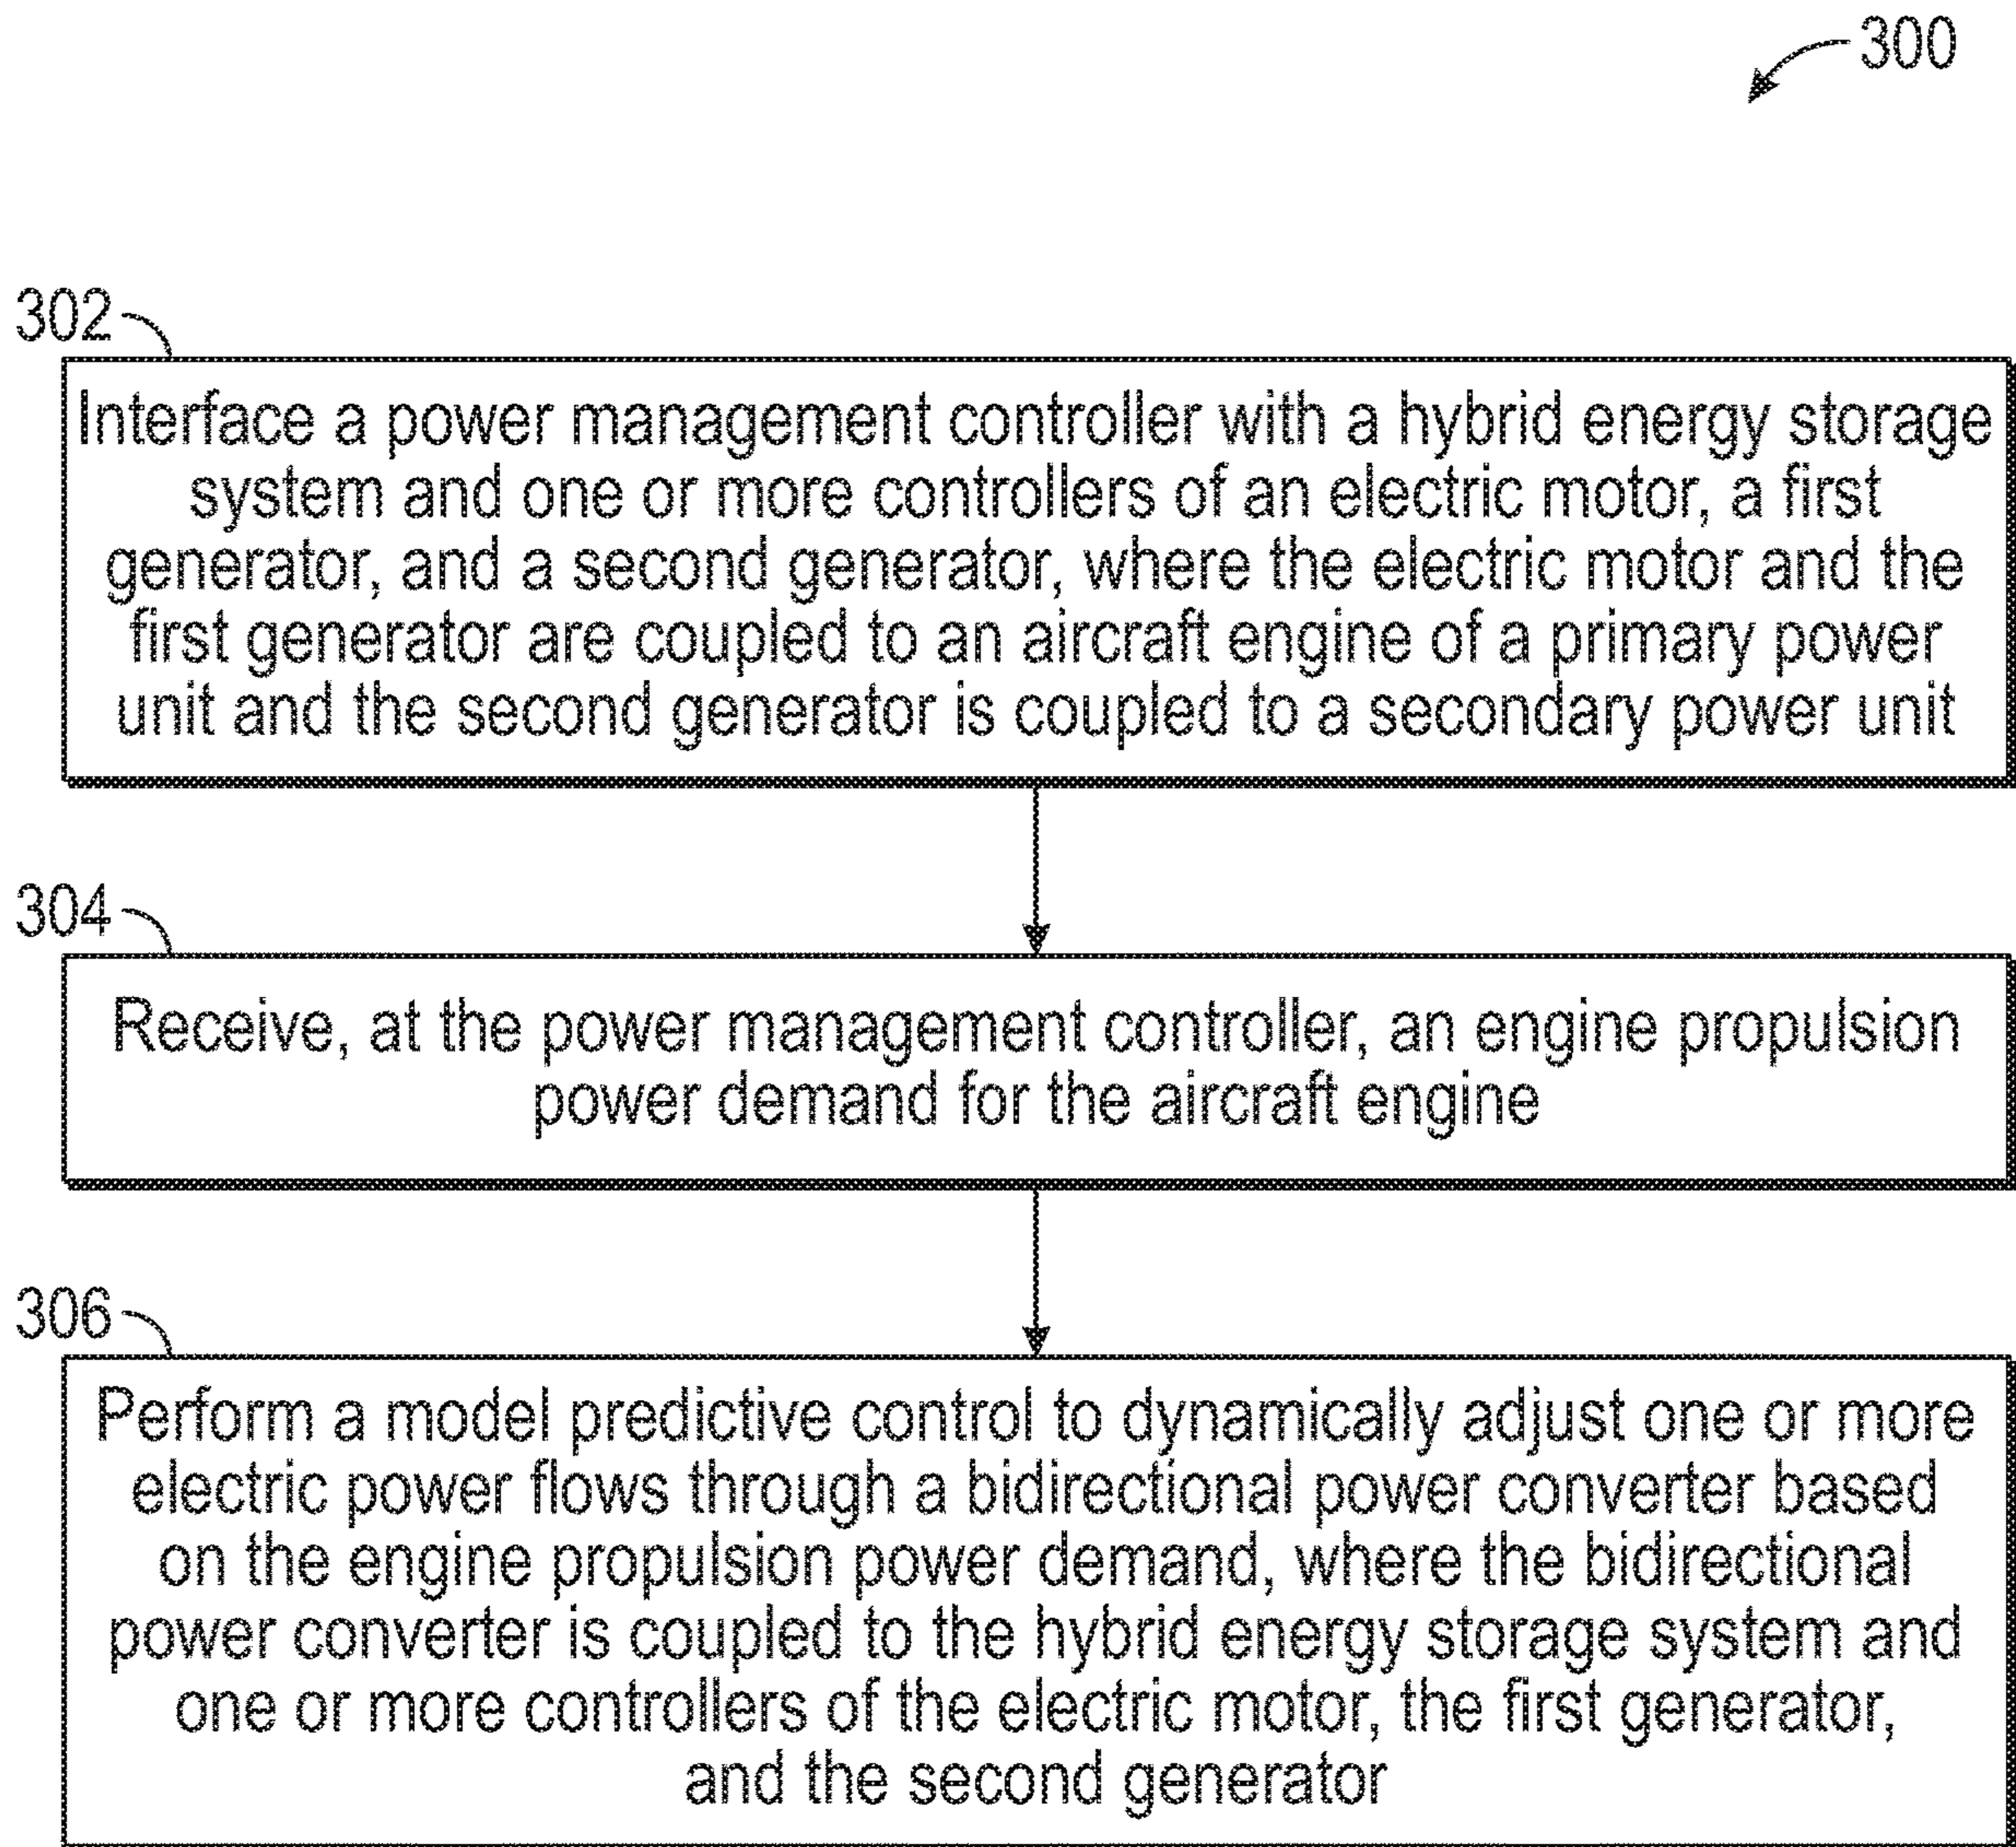 300
302
Interface a power management controller with a hybrid energy storage
system and one or more controllers of an electric motor, a first
generator, and a second generator, where the electric motor and the
first generator are coupled to an aircraft engine of a primary power
unit and the second generator is coupled to a secondary power unit
304
Receive, at the power management controller, an engine propulsion
power demand for the aircraft engine
306
Perform a model predictive control to dynamically adjust one or more
electric power flows through a bidirectional power converter based
on the engine propulsion power demand, where the bidirectional
power converter is coupled to the hybrid energy storage system and
one or more controllers of the electric motor, the first generator,
and the second generator